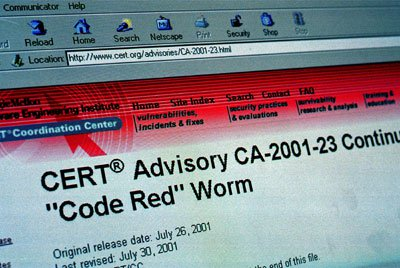 Communicator Help
Reload Home Search Netscape Print Security Shop Stop
Location: http://www.cert.org/advisories/CA-2001-23.html
Mellon
ware Engineering Institute
Home Site Index Search Contact FAQ
vulnerabilities, security practices survivability training &
incidents & fixes & evaluations research & analysis education
T® Coordination Center
CERT® Advisory CA-2001-23 Continu
"Code Red" Worm
Original release date: July 26, 2001
Last revised: July 30, 2001
RT/CC
the end of this file.